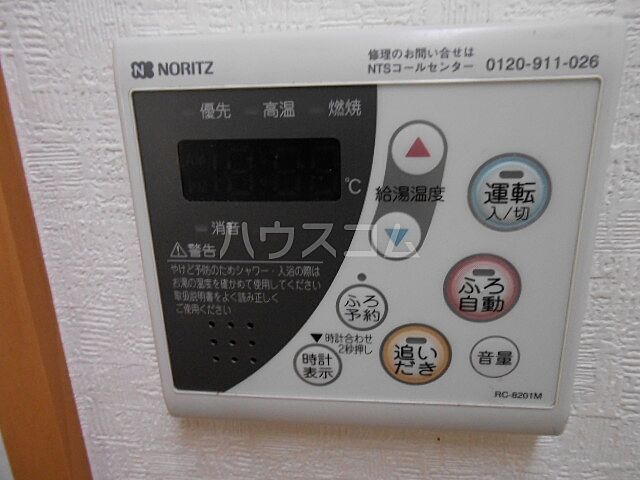 NORITZ
修理のお問い合せは
NTSコールセンター 0120-911-026
優先 高温 燃焼
℃
給湯温度
運転
入/切
消音
警告
やけど予防のためシャワー・入浴の際は
お湯の温度を確かめて使用してください
取扱説明書をよく読み正しく
ご使用ください
ハウスコム
ふろ
自動
ふろ
予約
▼時計合わせ
2秒押し
時計
表示
追い
だき
音量
RC-8201M